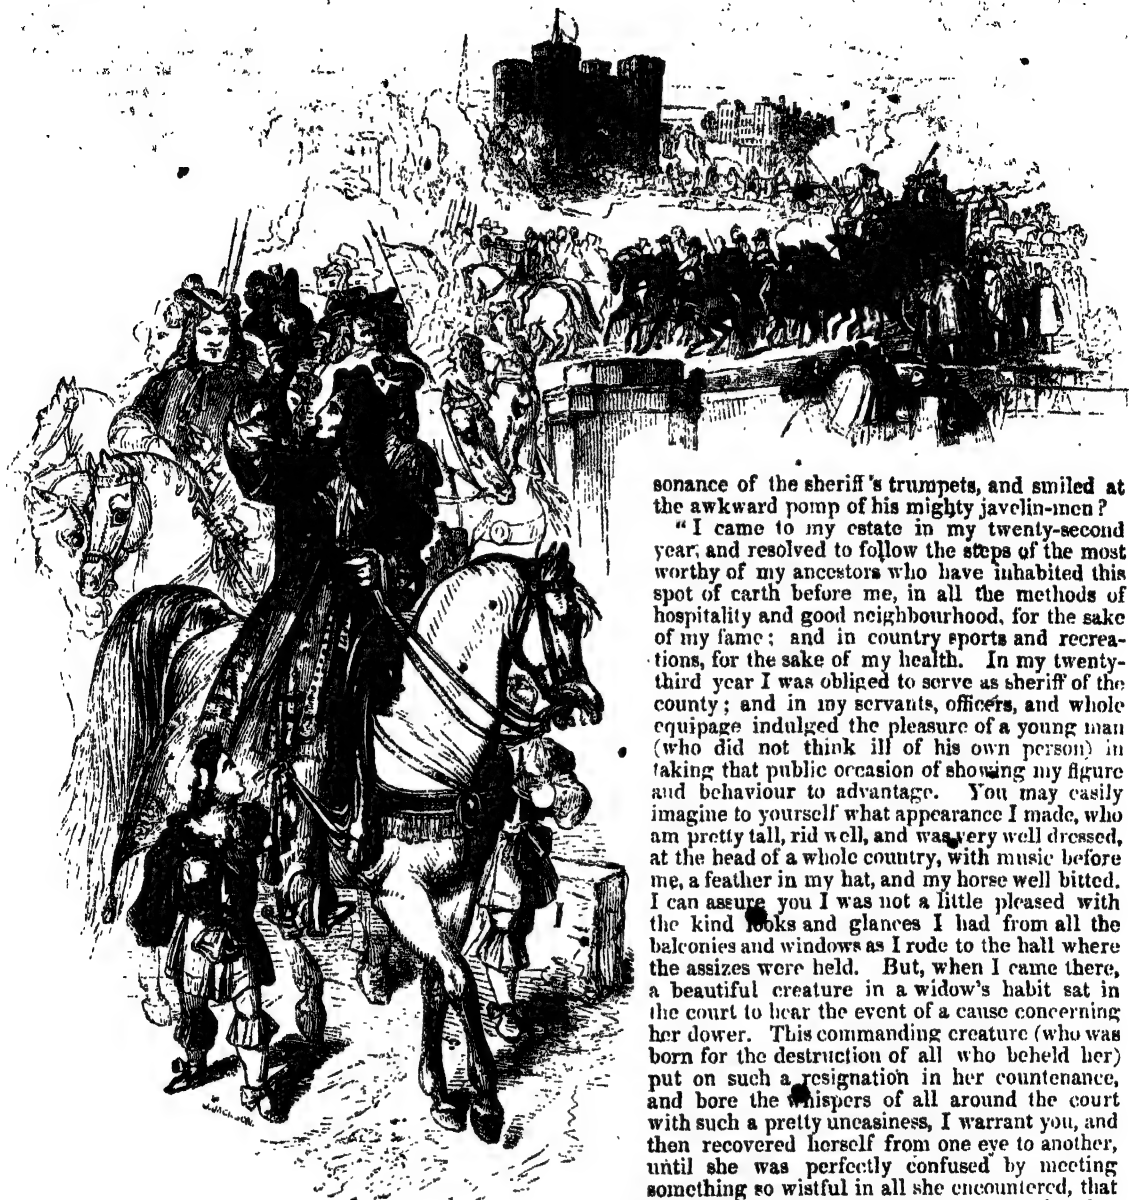 sonance of the sheriff's trumpets, and smiled at
the awkward pomp of his mighty javelin-men?
"I came to my estate in my twenty-second
year, and resolved to follow the steps of the most
worthy of my ancestors who have inhabited this
spot of earth before me, in all the methods of
hospitality and good neighbourhood, for the sake
of my fame; and in country sports and recrea-
tions, for the sake of my health. In my twenty-
third year I was obliged to serve as sheriff of the
county; and in my servants, officers, and whole
equipage indulged the pleasure of a young man
(who did not think ill of his own person) in
taking that public occasion of showing my figure
and behaviour to advantage. You may easily
imagine to yourself what appearance I made, who
am pretty tall, rid well, and was very well dressed,
at the head of a whole country, with music before
me, a feather in my hat, and my horse well bitted.
I can assure you I was not a little pleased with
the kind looks and glances I had from all the
balconies and windows as I rode to the hall where
the assizes were held. But, when I came there,
a beautiful creature in a widow's habit sat in
the court to hear the event of a cause concerning
her dower. This commanding creature (who was
born for the destruction of all who beheld her)
put on such a resignation in her countenance,
and bore the whispers of all around the court
with such a pretty uneasiness, I warrant you, and
then recovered herself from one eye to another,
until she was perfectly confused by meeting
something so wistful in all she encountered, that
J. JACKSON.